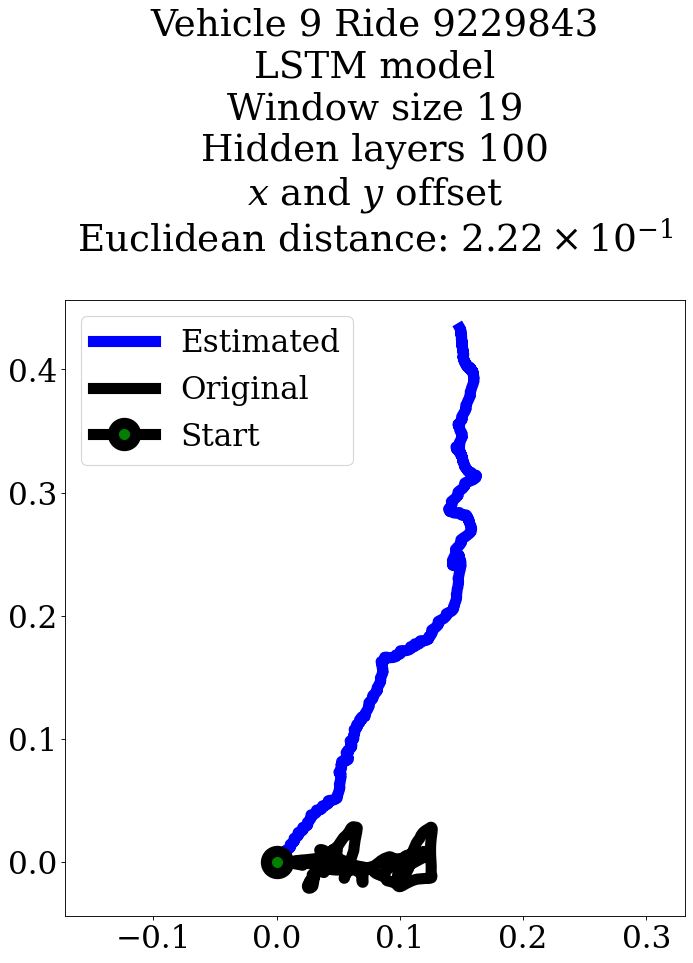 Vehicle 9 Ride 9229843
LSTM model
Window size 19
Hidden layers 100
x and y offset
Euclidean distance: 2.22 × 10⁻¹
Estimated
Original
Start
0.4
0.3
0.2
0.1
0.0
−0.1 0.0 0.1 0.2 0.3